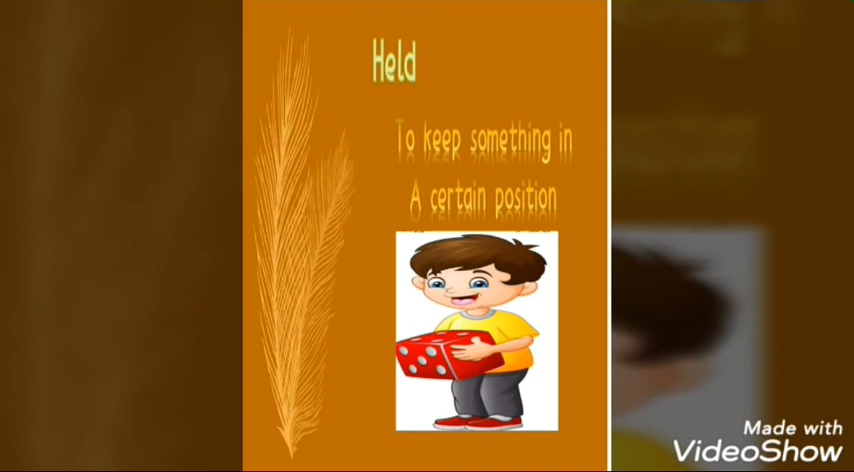 Held
To keep something in
A certain position
Made with
VideoShow